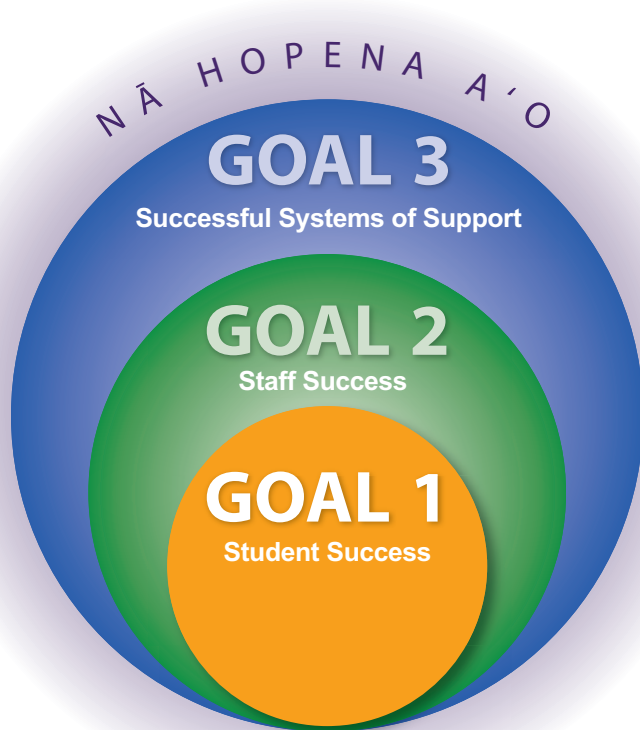 NĀ HOPENA AʻO
GOAL 3
Successful Systems of Support
GOAL 2
Staff Success
GOAL 1
Student Success